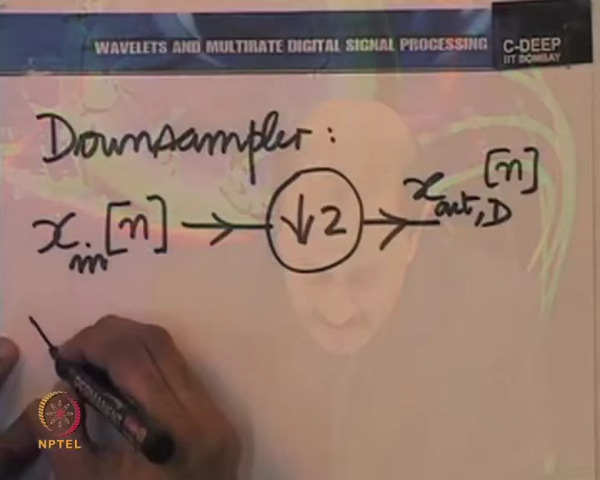 WAVELETS AND MULTIRATE DIGITAL SIGNAL PROCESSING
C-DEEP
IIT BOMBAY
Downsampler:
x_in[n] → ↓2 → x_out,D[n]
NPTEL